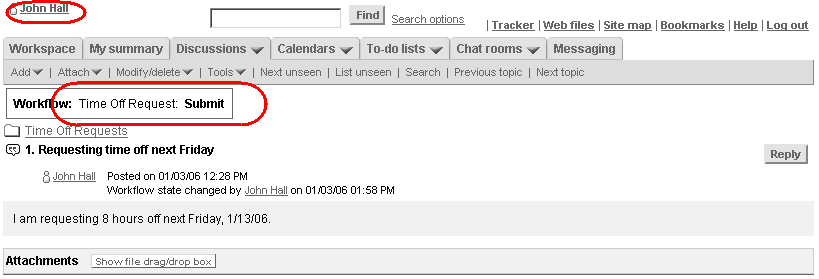 John Hall
Find Search options
| Tracker | Web files | Site map | Bookmarks | Help | Log out
Workspace My summary Discussions Calendars To-do lists Chat rooms Messaging
Add | Attach | Modify/delete | Tools | Next unseen | List unseen | Search | Previous topic | Next topic
Workflow: Time Off Request: Submit
Time Off Requests
1. Requesting time off next Friday
Reply
John Hall Posted on 01/03/06 12:28 PM
Workflow state changed by John Hall on 01/03/06 01:58 PM
I am requesting 8 hours off next Friday, 1/13/06.
Attachments Show file drag/drop box